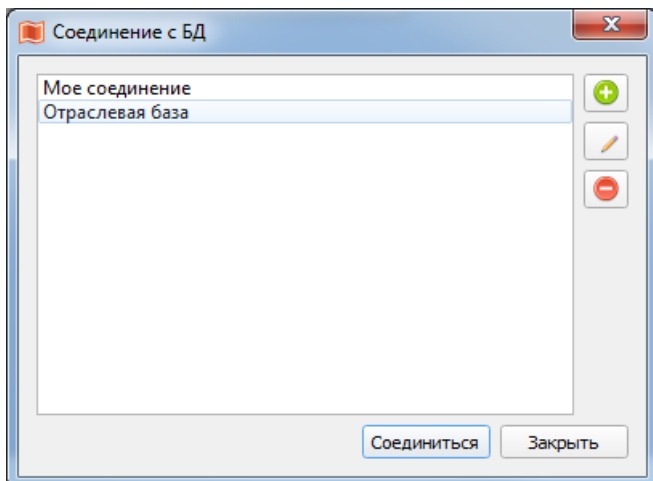 Соединение с БД
Мое соединение
Отраслевая база
Соединиться
Закрыть